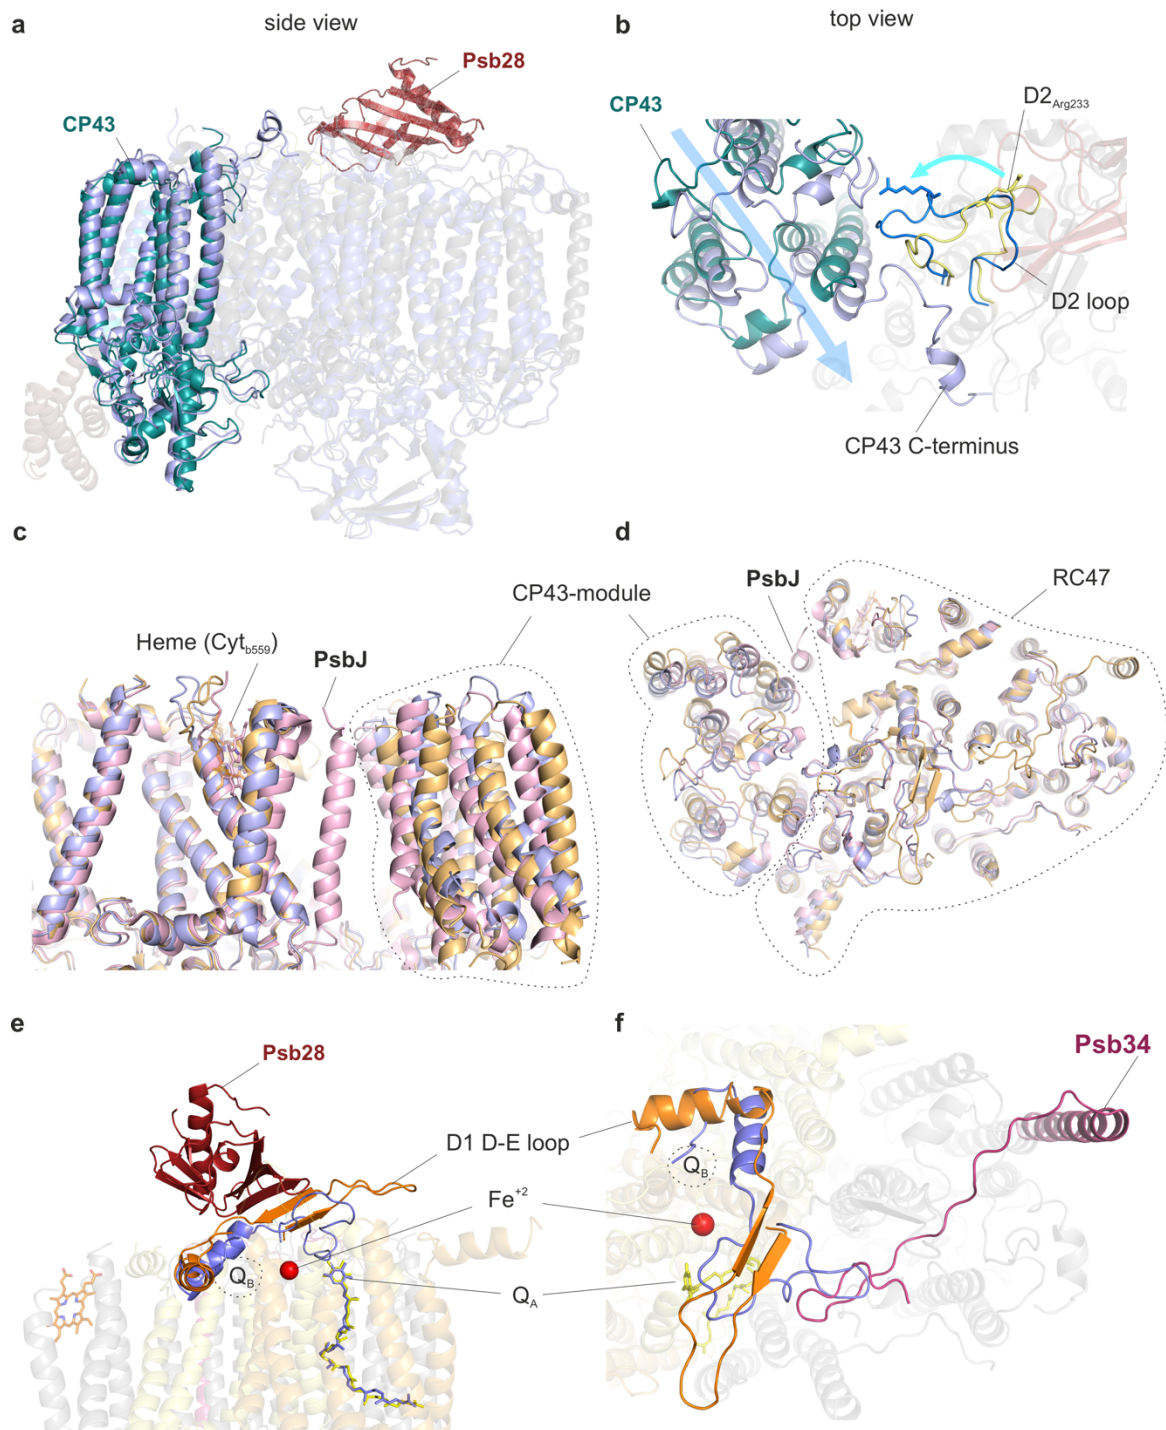 a
side view
Psb28
CP43
b
top view
D2Arg233
CP43
D2 loop
CP43 C-terminus
c
CP43-module
Heme (Cytb559)
PsbJ
d
PsbJ
RC47
e
Psb28
D1 D-E loop
Fe+2
QB
QA
f
Psb34
QB